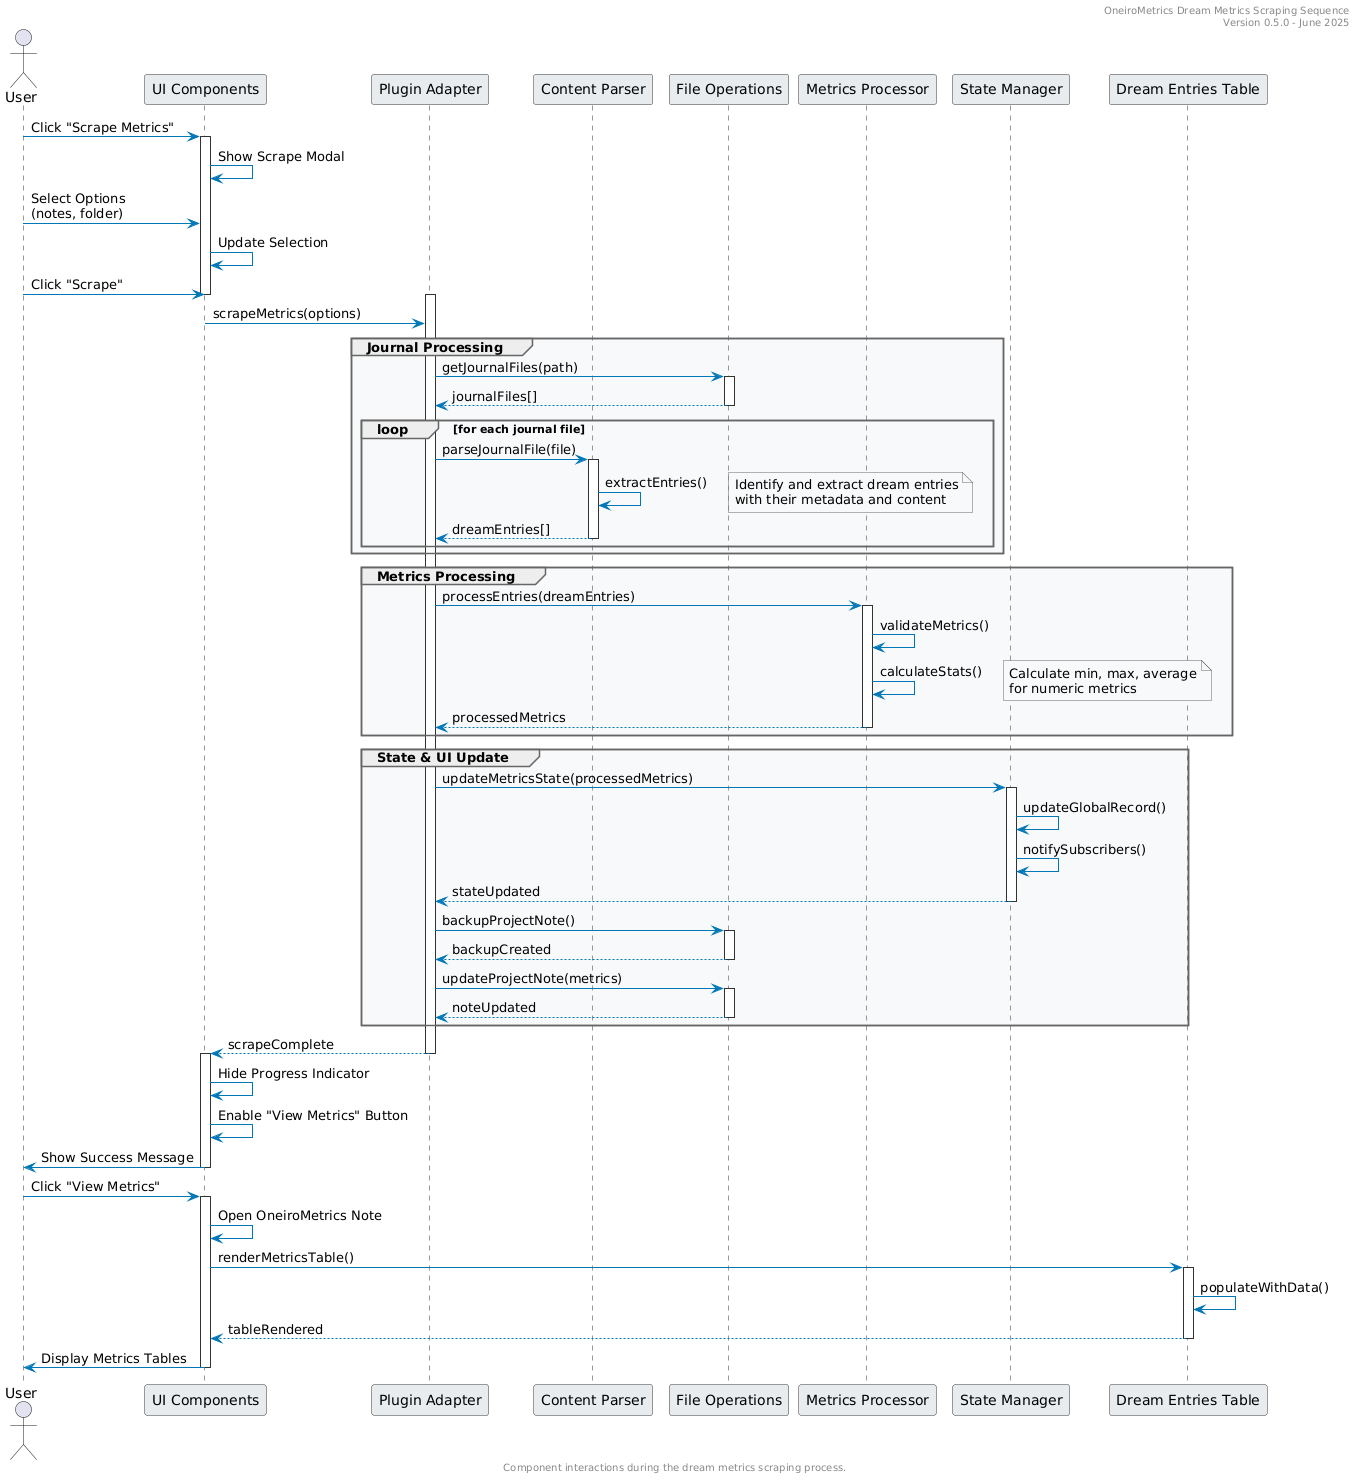 OneiroMetrics Dream Metrics Scraping Sequence
Version 0.5.0 - June 2025
User
UI Components
Plugin Adapter
Content Parser
File Operations
Metrics Processor
State Manager
Dream Entries Table
Click "Scrape Metrics"
Show Scrape Modal
Select Options
(notes, folder)
Update Selection
Click "Scrape"
scrapeMetrics(options)
Journal Processing
getJournalFiles(path)
journalFiles[]
loop
[for each journal file]
parseJournalFile(file)
extractEntries()
Identify and extract dream entries
with their metadata and content
dreamEntries[]
Metrics Processing
processEntries(dreamEntries)
validateMetrics()
calculateStats()
Calculate min, max, average
for numeric metrics
processedMetrics
State & UI Update
updateMetricsState(processedMetrics)
updateGlobalRecord()
notifySubscribers()
stateUpdated
backupProjectNote()
backupCreated
updateProjectNote(metrics)
noteUpdated
scrapeComplete
Hide Progress Indicator
Enable "View Metrics" Button
Show Success Message
Click "View Metrics"
Open OneiroMetrics Note
renderMetricsTable()
populateWithData()
tableRendered
Display Metrics Tables
User
UI Components
Plugin Adapter
Content Parser
File Operations
Metrics Processor
State Manager
Dream Entries Table
Component interactions during the dream metrics scraping process.